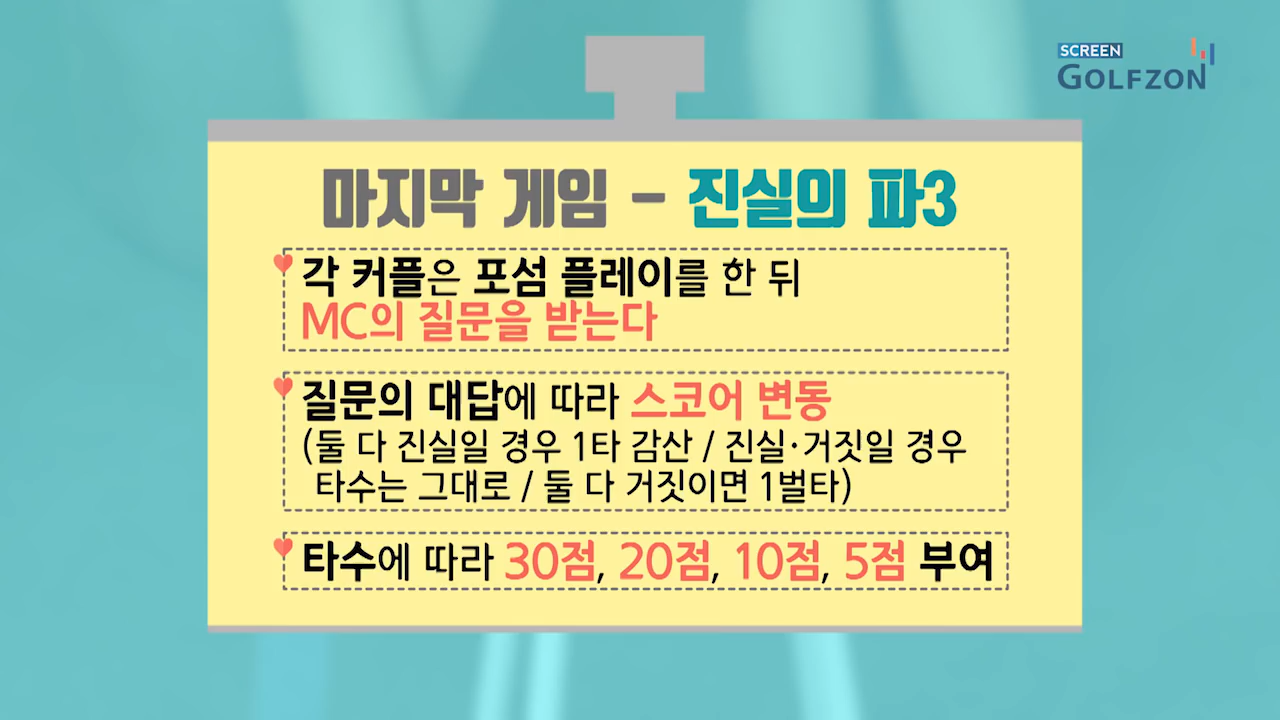 SCREEN
GOLFZON
마지막 게임 - 진실의 파3
각 커플은 포섬 플레이를 한 뒤
MC의 질문을 받는다
질문의 대답에 따라 스코어 변동
(둘 다 진실일 경우 1타 감산 / 진실·거짓일 경우
타수는 그대로 / 둘 다 거짓이면 1벌타)
타수에 따라 30점, 20점, 10점, 5점 부여